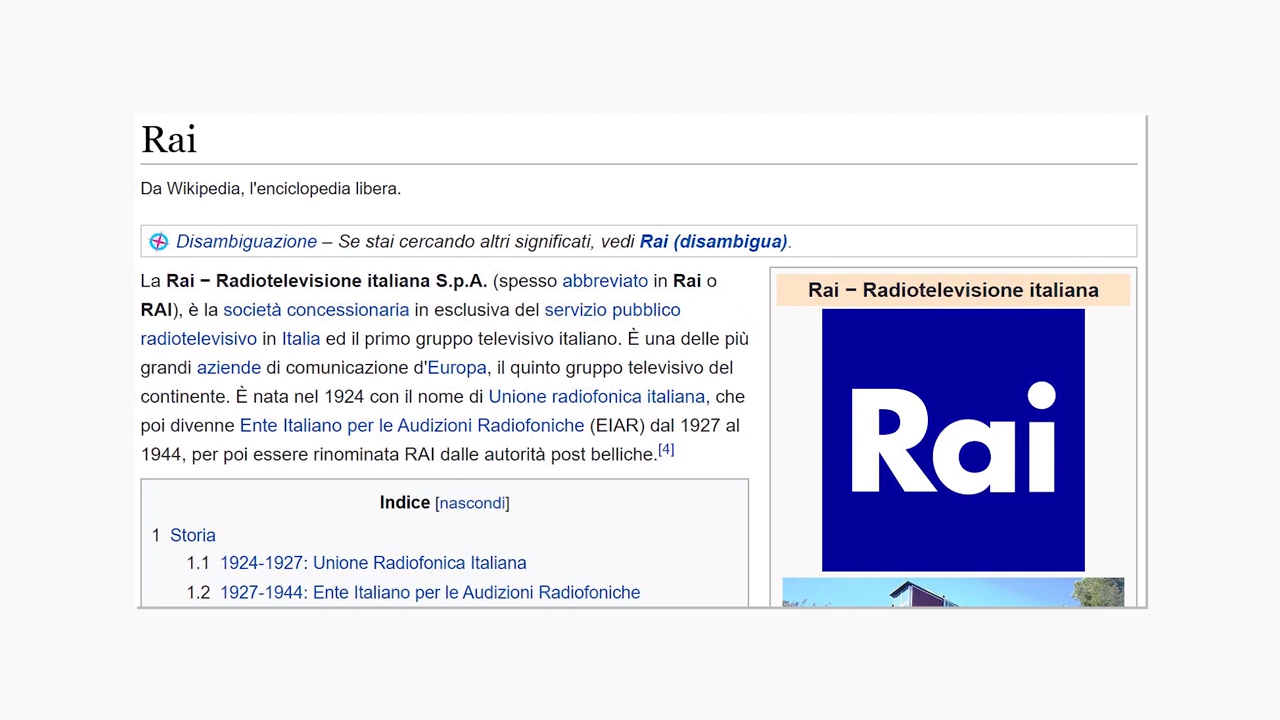 Rai
Da Wikipedia, l'enciclopedia libera.
Disambiguazione – Se stai cercando altri significati, vedi Rai (disambigua).
La Rai – Radiotelevisione italiana S.p.A. (spesso abbreviato in Rai o
RAI), è la società concessionaria in esclusiva del servizio pubblico
radiotelevisivo in Italia ed il primo gruppo televisivo italiano. È una delle più
grandi aziende di comunicazione d'Europa, il quinto gruppo televisivo del
continente. È nata nel 1924 con il nome di Unione radiofonica italiana, che
poi divenne Ente Italiano per le Audizioni Radiofoniche (EIAR) dal 1927 al
1944, per poi essere rinominata RAI dalle autorità post belliche.[4]
Indice [nascondi]
1 Storia
1.1 1924-1927: Unione Radiofonica Italiana
1.2 1927-1944: Ente Italiano per le Audizioni Radiofoniche
Rai – Radiotelevisione italiana
Rai